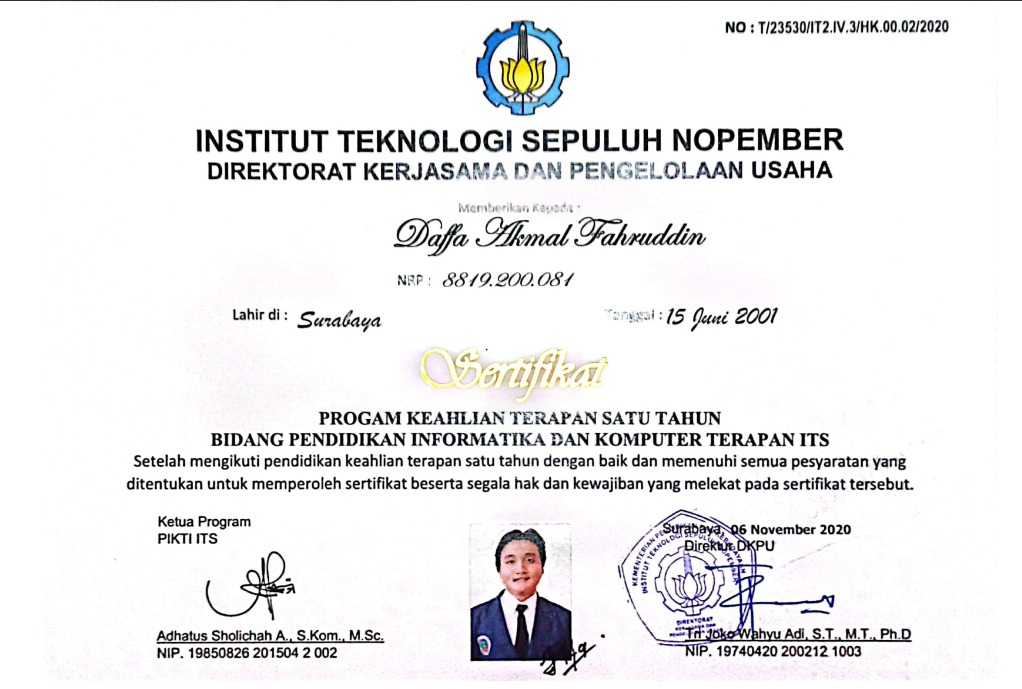 NO : T/23530/IT2.IV.3/HK.00.02/2020
INSTITUT TEKNOLOGI SEPULUH NOPEMBER
DIREKTORAT KERJASAMA DAN PENGELOLAAN USAHA
Memberikan Kepada :
Daffa Akmal Fahruddin
NRP : 8819.200.081
Lahir di : Surabaya Tanggal : 15 Juni 2001
Sertifikat
PROGAM KEAHLIAN TERAPAN SATU TAHUN
BIDANG PENDIDIKAN INFORMATIKA DAN KOMPUTER TERAPAN ITS
Setelah mengikuti pendidikan keahlian terapan satu tahun dengan baik dan memenuhi semua pesyaratan yang
ditentukan untuk memperoleh sertifikat beserta segala hak dan kewajiban yang melekat pada sertifikat tersebut.
Ketua Program
PIKTI ITS
Adhatus Sholichah A., S.Kom., M.Sc.
NIP. 19850826 201504 2 002
Surabaya, 06 November 2020
Direktur DKPU
INSTITUT TEKNOLOGI SEPULUH NOPEMBER
DIREKTORAT
KERJASAMA DAN
Tri Joko Wahyu Adi, S.T., M.T., Ph.D
NIP. 19740420 200212 1003